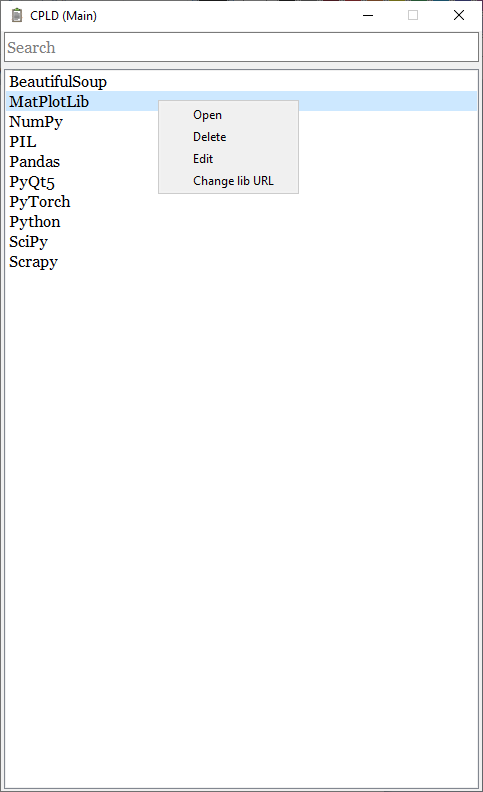 CPLD (Main)
Search
BeautifulSoup
MatPlotLib
NumPy
PIL
Pandas
PyQt5
PyTorch
Python
SciPy
Scrapy
Open
Delete
Edit
Change lib URL